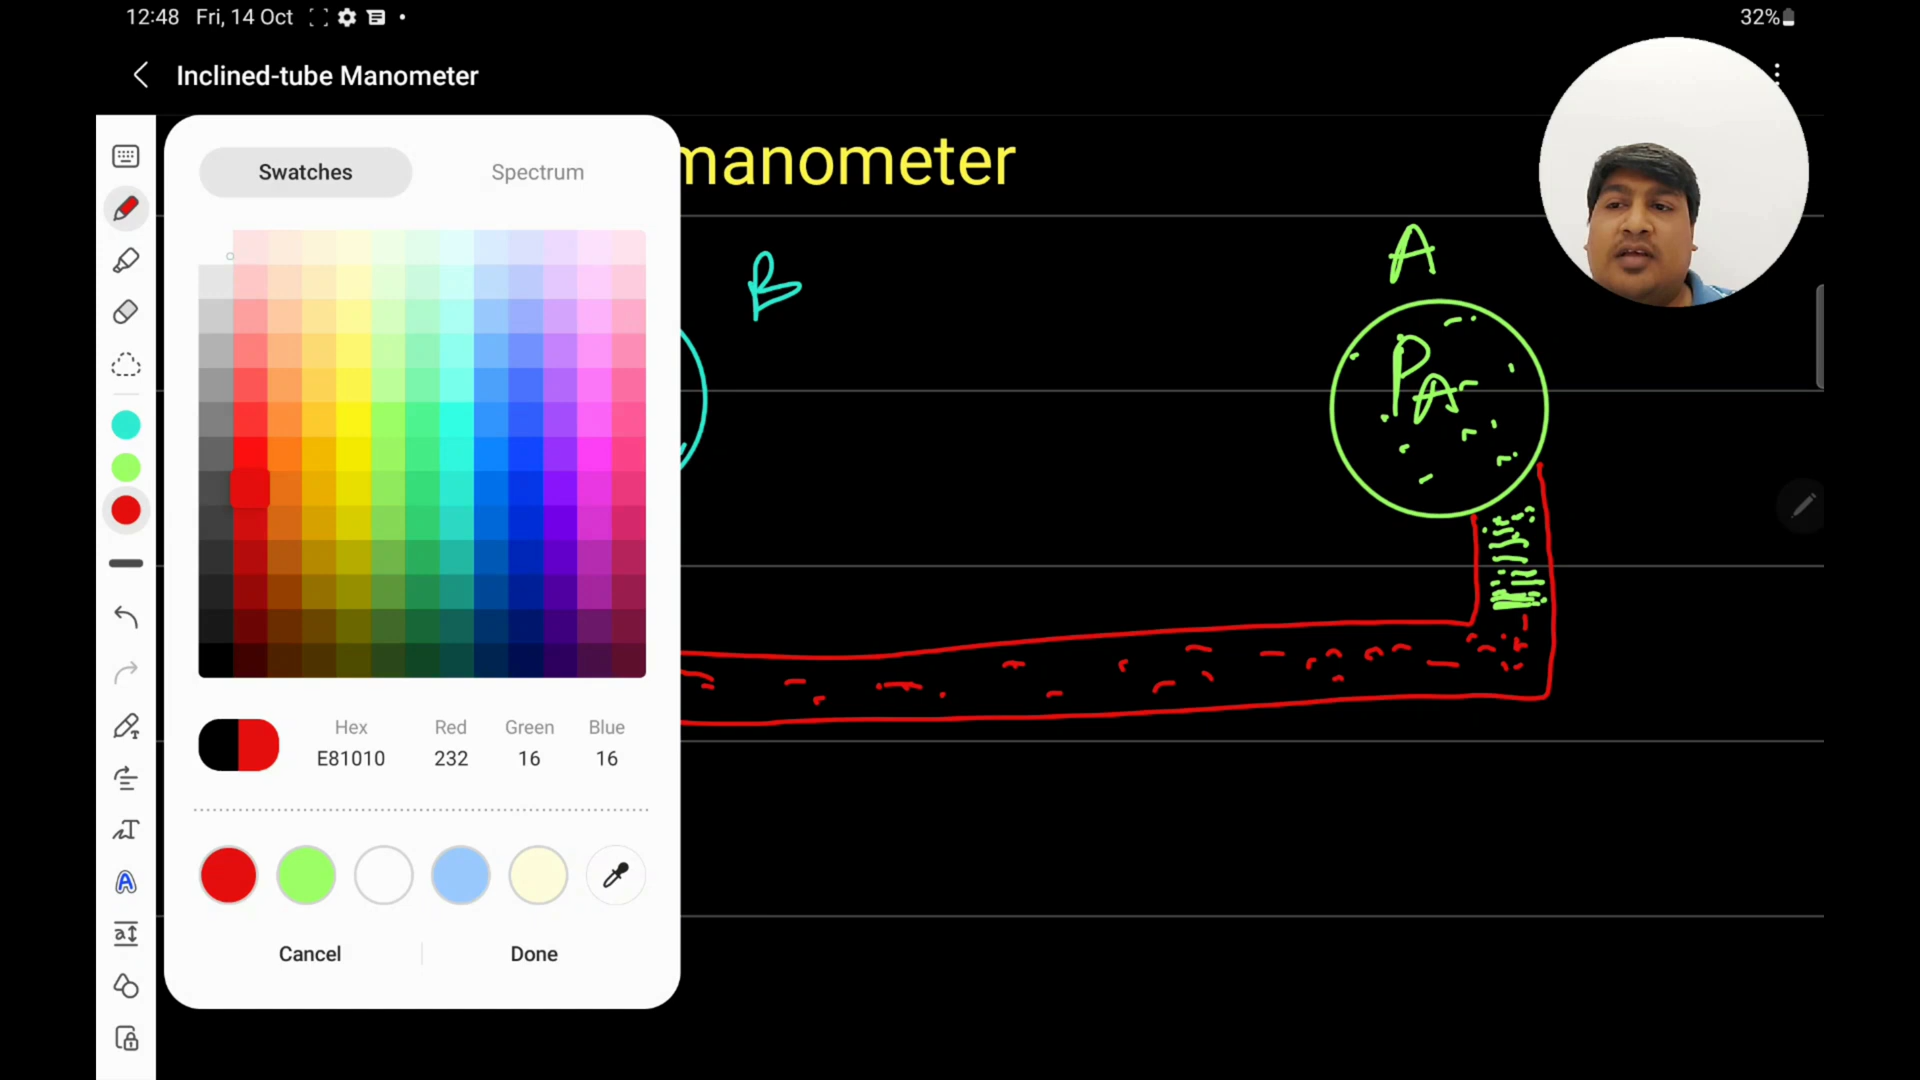 12:48 Fri, 14 Oct
32%
Inclined-tube Manometer
Swatches Spectrum
manometer
B
A
PA
Hex Red Green Blue
E81010 232 16 16
Cancel Done